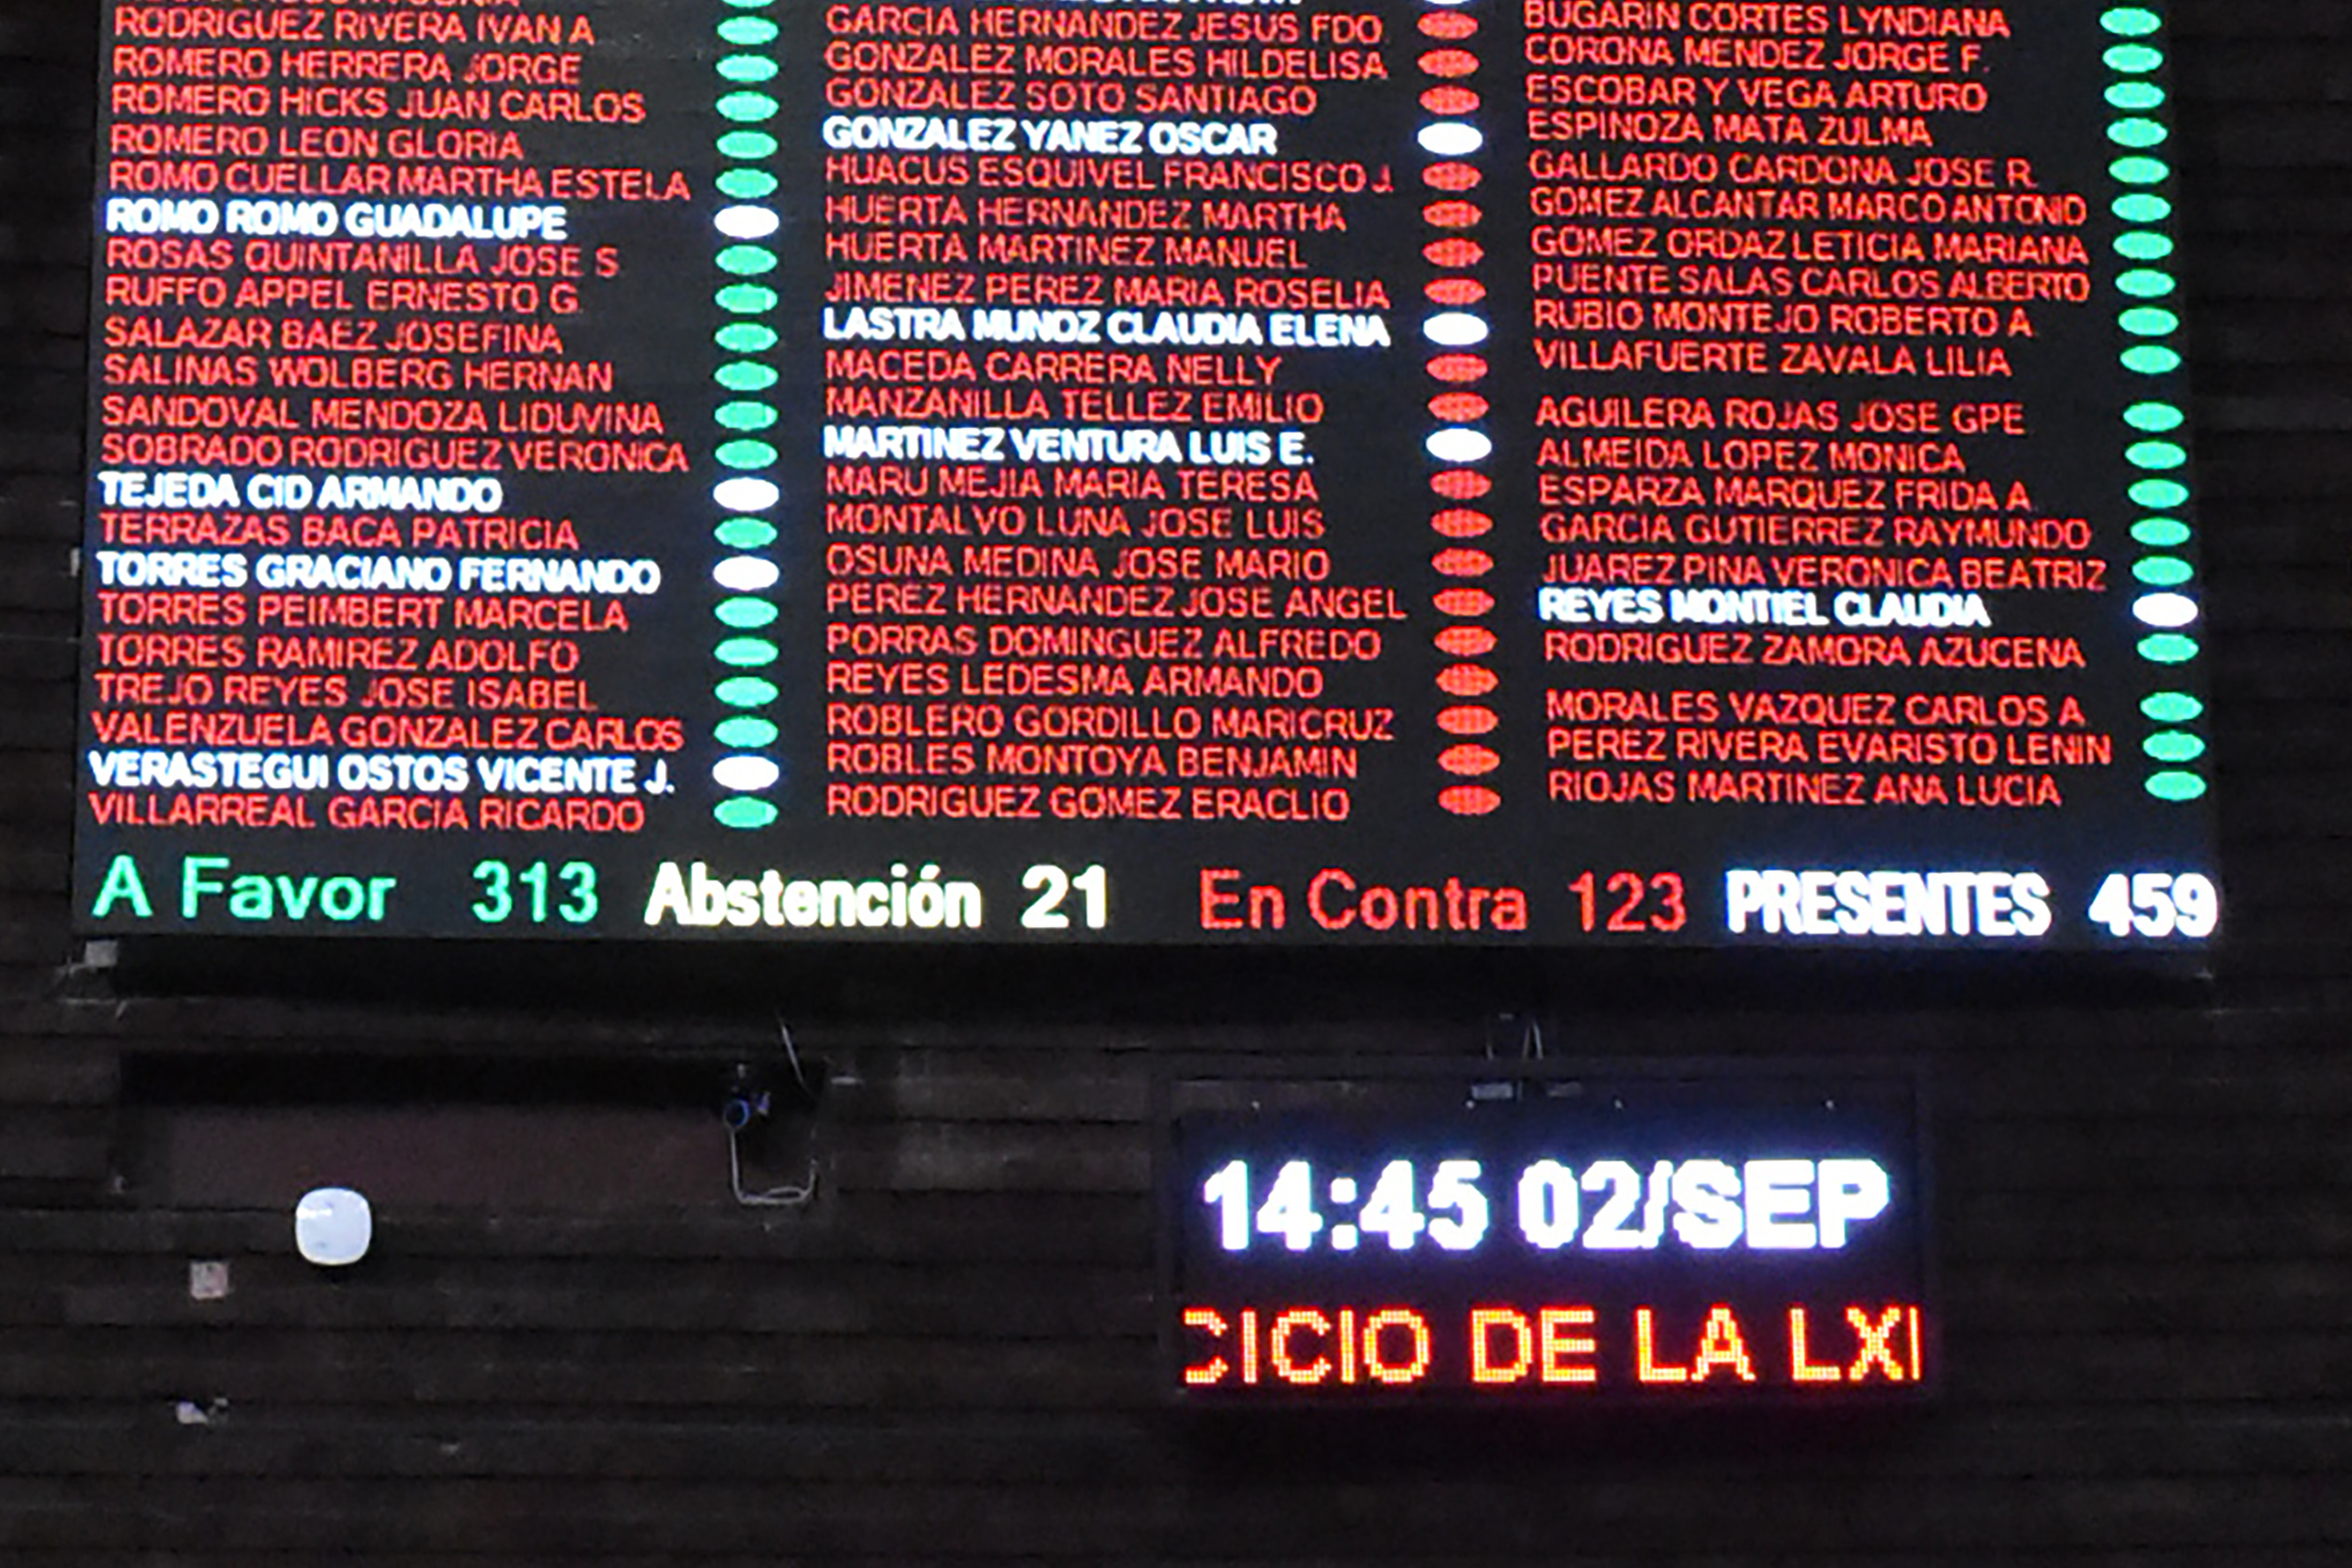 RODRIGUEZ RIVERA IVAN A
ROMERO HERRERA JORGE
ROMERO HICKS JUAN CARLOS
ROMERO LEON GLORIA
ROMO CUELLAR MARTHA ESTELA
ROMO ROMO GUADALUPE
ROSAS QUINTANILLA JOSE S
RUFFO APPEL ERNESTO G.
SALAZAR BAEZ JOSEFINA
SALINAS WOLBERG HERNAN
SANDOVAL MENDOZA LIDUVINA
SOBRADO RODRIGUEZ VERONICA
TEJEDA CID ARMANDO
TERRAZAS BACA PATRICIA
TORRES GRACIANO FERNANDO
TORRES PEIMBERT MARCELA
TORRES RAMIREZ ADOLFO
TREJO REYES JOSE ISABEL
VALENZUELA GONZALEZ CARLOS
VERASTEGUI OSTOS VICENTE J.
VILLARREAL GARCIA RICARDO
GARCIA HERNANDEZ JESUS FDO
GONZALEZ MORALES HILDELISA
GONZALEZ SOTO SANTIAGO
GONZALEZ YANEZ OSCAR
HUACUS ESQUIVEL FRANCISCO J.
HUERTA HERNANDEZ MARTHA
HUERTA MARTINEZ MANUEL
JIMENEZ PEREZ MARIA ROSELIA
LASTRA MUNOZ CLAUDIA ELENA
MACEDA CARRERA NELLY
MANZANILLA TELLEZ EMILIO
MARTINEZ VENTURA LUIS E.
MARU MEJIA MARIA TERESA
MONTALVO LUNA JOSE LUIS
OSUNA MEDINA JOSE MARIO
PEREZ HERNANDEZ JOSE ANGEL
PORRAS DOMINGUEZ ALFREDO
REYES LEDESMA ARMANDO
ROBLERO GORDILLO MARICRUZ
ROBLES MONTOYA BENJAMIN
RODRIGUEZ GOMEZ ERACLIO
BUGARIN CORTES LYNDIANA
CORONA MENDEZ JORGE F.
ESCOBAR Y VEGA ARTURO
ESPINOZA MATA ZULMA
GALLARDO CARDONA JOSE R.
GOMEZ ALCANTAR MARCO ANTONIO
GOMEZ ORDAZ LETICIA MARIANA
PUENTE SALAS CARLOS ALBERTO
RUBIO MONTEJO ROBERTO A
VILLAFUERTE ZAVALA LILIA
AGUILERA ROJAS JOSE GPE
ALMEIDA LOPEZ MONICA
ESPARZA MARQUEZ FRIDA A.
GARCIA GUTIERREZ RAYMUNDO
JUAREZ PINA VERONICA BEATRIZ
REYES MONTIEL CLAUDIA
RODRIGUEZ ZAMORA AZUCENA
MORALES VAZQUEZ CARLOS A.
PEREZ RIVERA EVARISTO LENIN
RIOJAS MARTINEZ ANA LUCIA
A Favor 313 Abstención 21 En Contra 123 PRESENTES 459
14:45 02/SEP
CICIO DE LA LXI